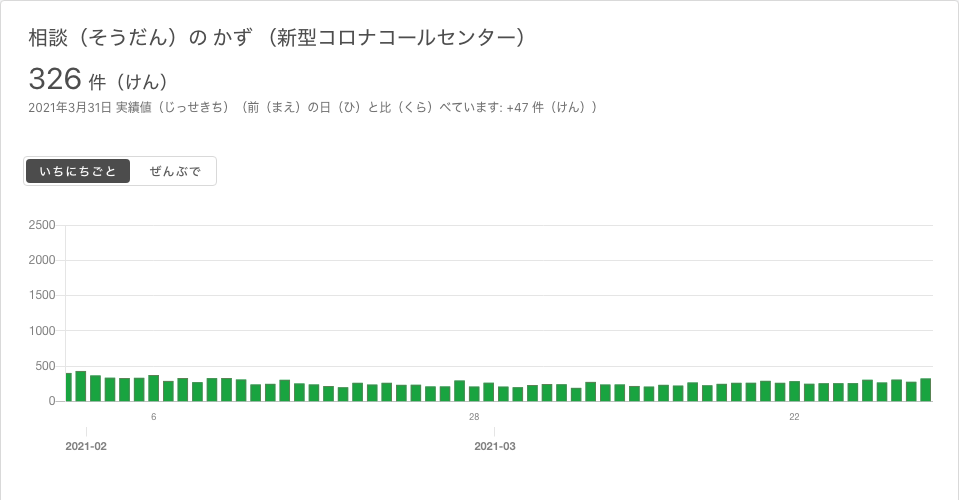 相談（そうだん）の かず （新型コロナコールセンター）
326 件（けん）
2021年3月31日 実績値（じっせきち）（前（まえ）の日（ひ）と比（くら）べています: +47 件（けん））
いちにちごと ぜんぶで
2500
2000
1500
1000
500
0
6 28 22
2021-02 2021-03